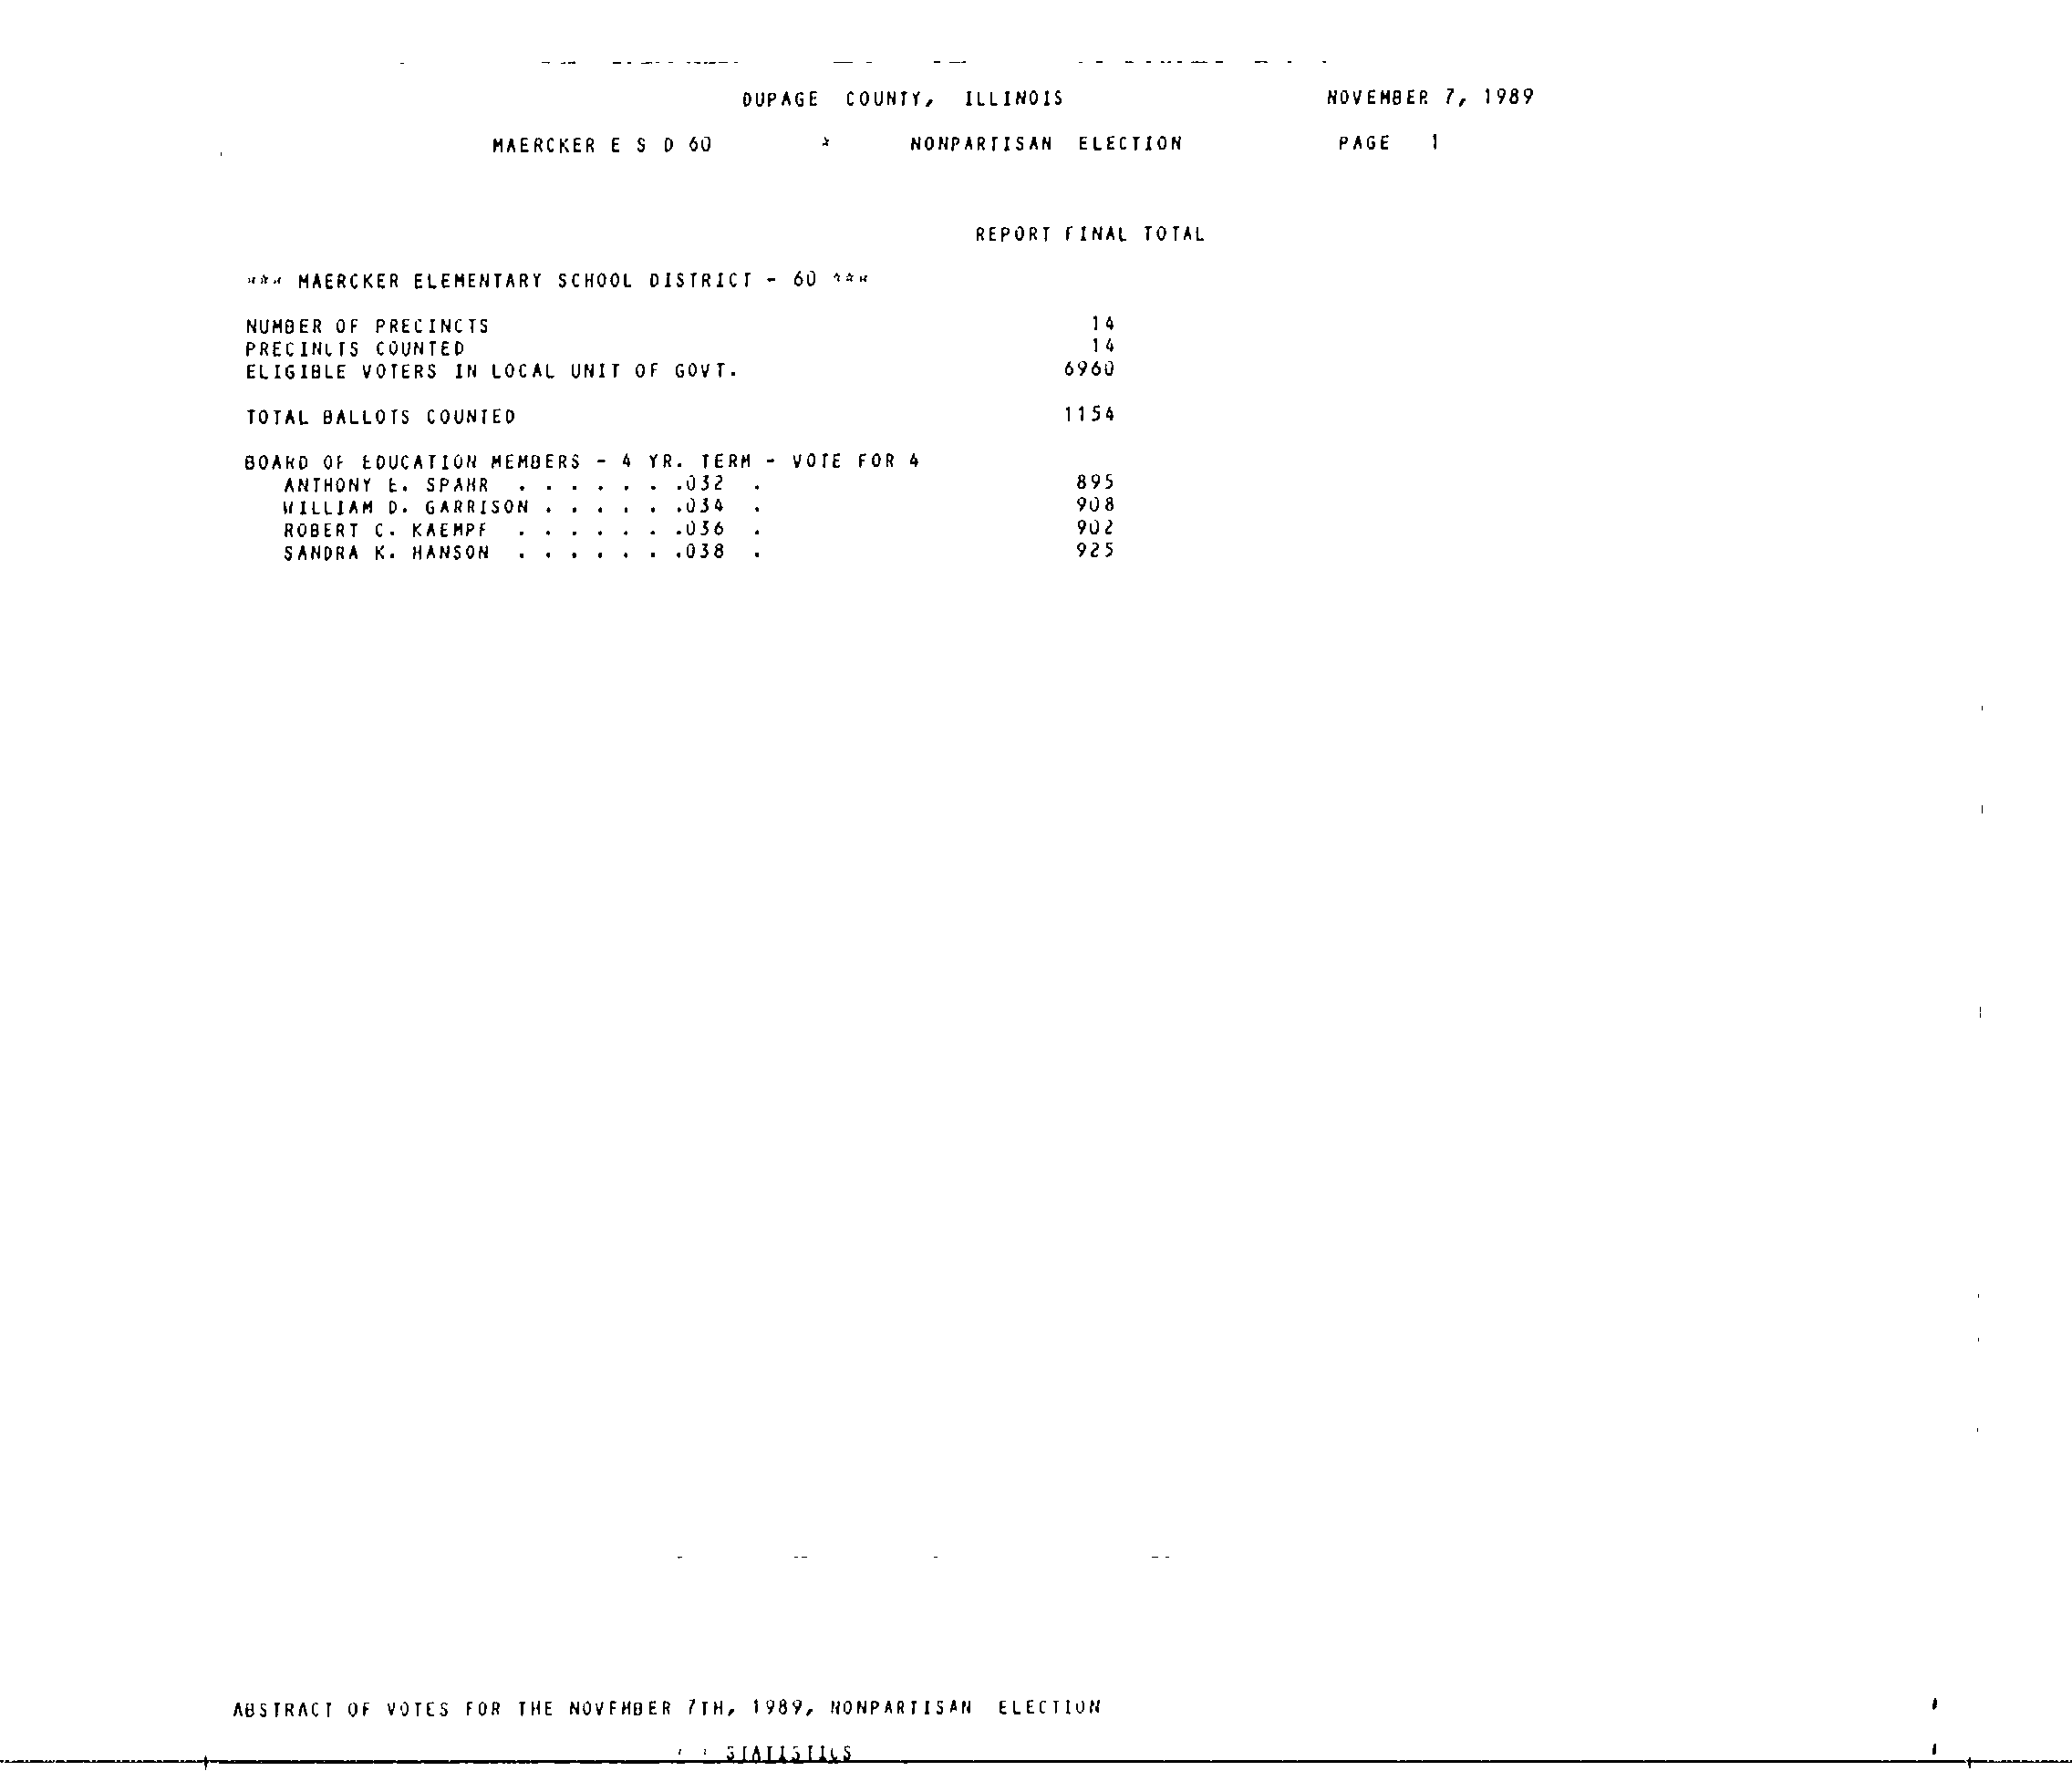 DUPAGE COUNTY, ILLINOIS NOVEMBER 7, 1989
MAERCKER E S D 60 * NONPARTISAN ELECTION PAGE 1
REPORT FINAL TOTAL
*** MAERCKER ELEMENTARY SCHOOL DISTRICT - 60 ***
NUMBER OF PRECINCTS 14
PRECINCTS COUNTED 14
ELIGIBLE VOTERS IN LOCAL UNIT OF GOVT. 6960
TOTAL BALLOTS COUNTED 1154
BOARD OF EDUCATION MEMBERS - 4 YR. TERM - VOTE FOR 4
ANTHONY E. SPAHR . . . . . . .032 . 895
WILLIAM D. GARRISON . . . . . .034 . 908
ROBERT C. KAEMPF . . . . . . .036 . 902
SANDRA K. HANSON . . . . . . .038 . 925
ABSTRACT OF VOTES FOR THE NOVEMBER 7TH, 1989, NONPARTISAN ELECTION
STATISTICS